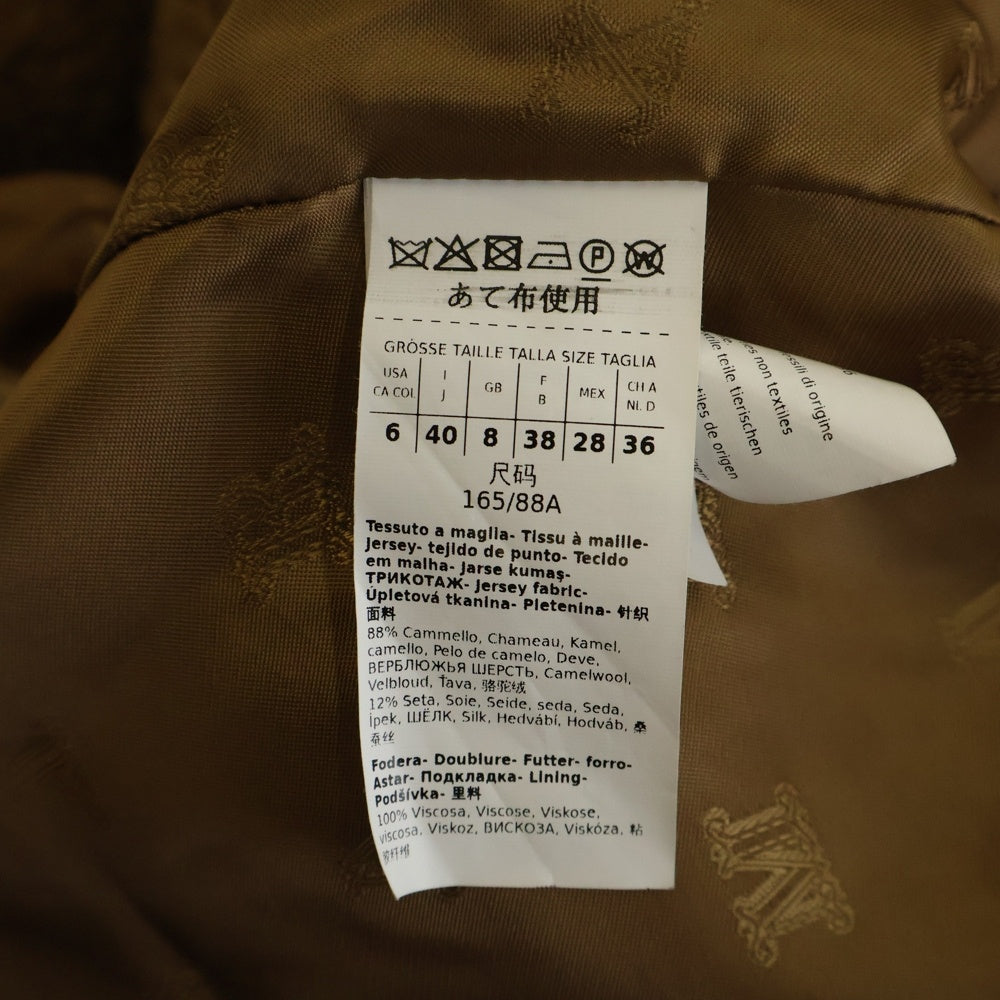 P W
あて布使用
GRÖSSE TAILLE TALLA SIZE TAGLIA
USA CA COL | I J | GB | F B | MEX | CH A NL D
6 | 40 | 8 | 38 | 28 | 36
尺码
165/88A
Tessuto a maglia- Tissu à maille-
Jersey- tejido de punto- Tecido
em malha- Jarse kumaş-
ТРИКОТАЖ- Jersey fabric-
Úpletová tkanina- Pletenina- 针织
面料
88% Cammello, Chameau, Kamel,
camello, Pelo de camelo, Deve,
ВЕРБЛЮЖЬЯ ШЕРСТЬ, Camelwool,
Velbloud, Ťava, 骆驼绒
12% Seta, Soie, Seide, seda, Seda,
İpek, ШЁЛК, Silk, Hedvábí, Hodváb, 桑
蚕丝
Fodera- Doublure- Futter- forro-
Astar- Подкладка- Lining-
Podšívka- 里料
100% Viscosa, Viscose, Viskose,
viscosa, Viskoz, ВИСКОЗА, Viskóza, 粘
胶纤维
ssili di origine
es non textiles
xtile teile tierischen
tiles de origen